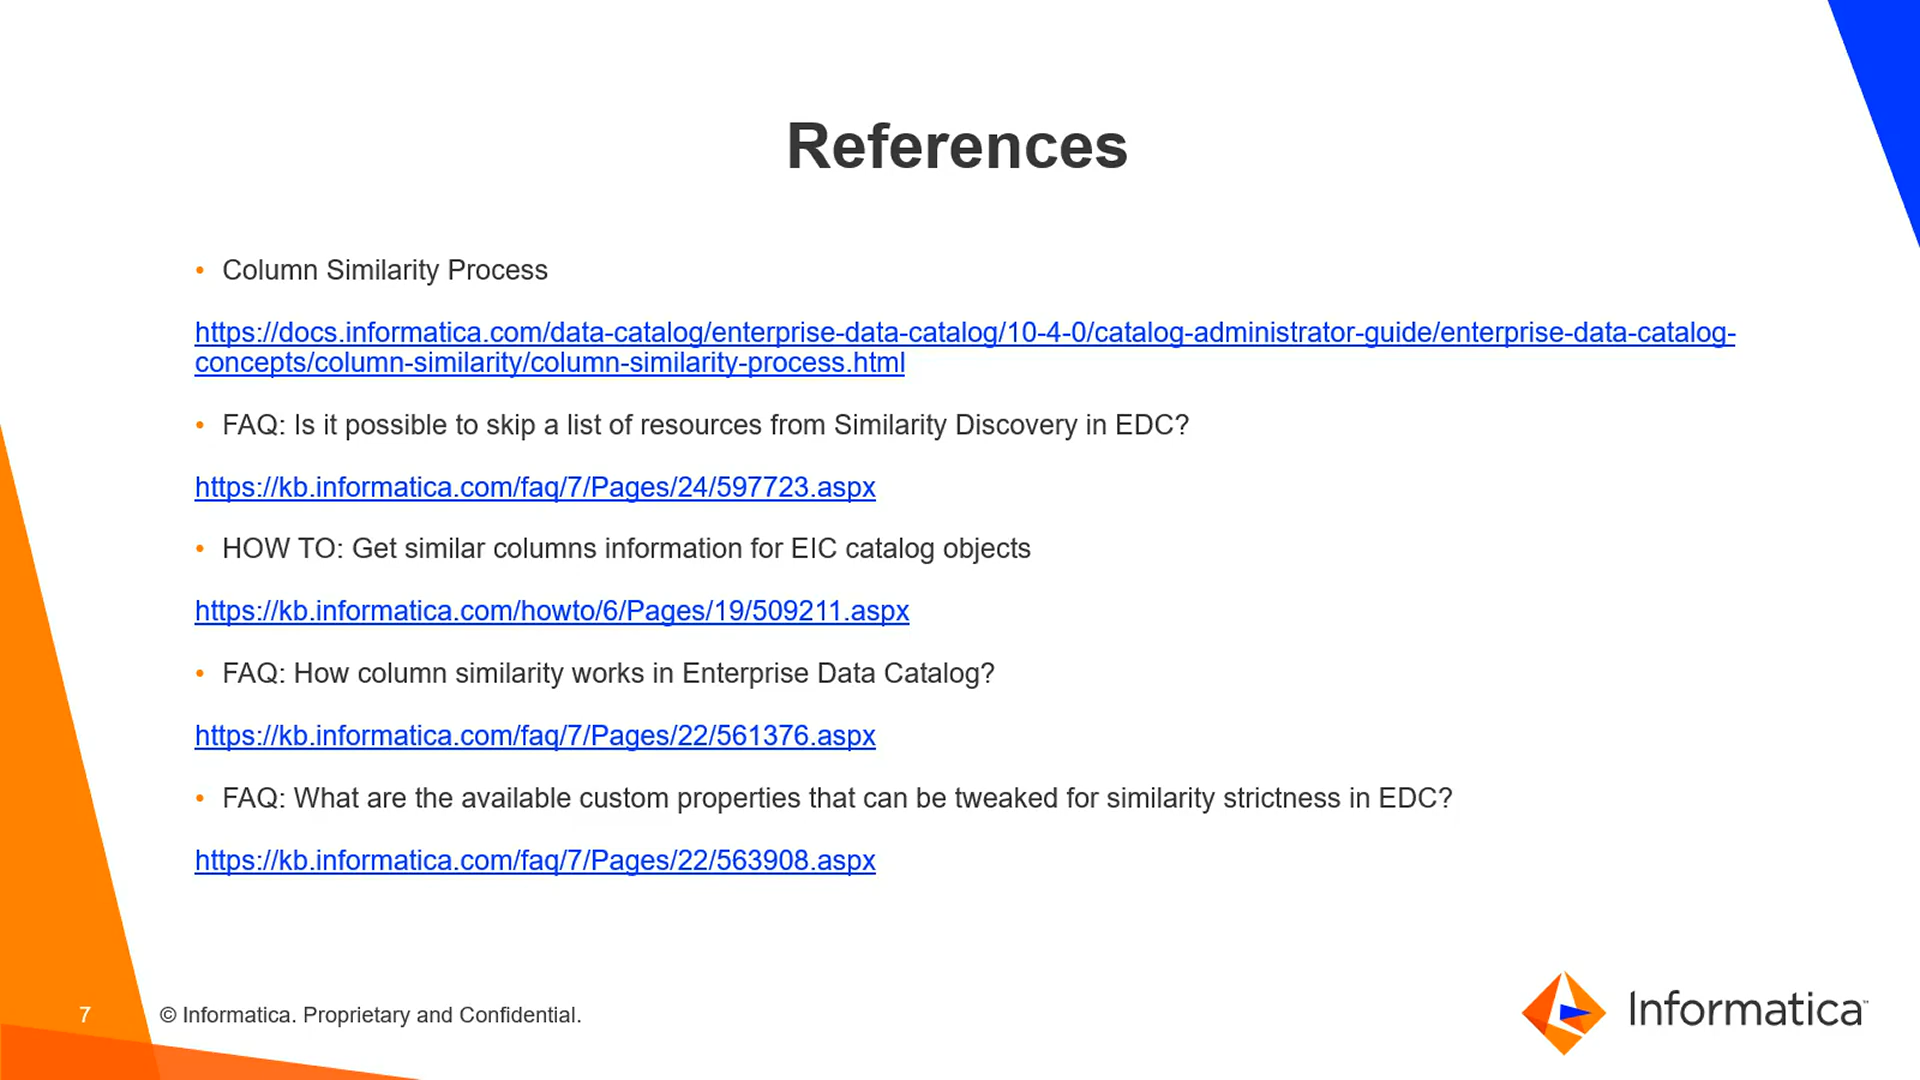 References
• Column Similarity Process
https://docs.informatica.com/data-catalog/enterprise-data-catalog/10-4-0/catalog-administrator-guide/enterprise-data-catalog-
concepts/column-similarity/column-similarity-process.html
• FAQ: Is it possible to skip a list of resources from Similarity Discovery in EDC?
https://kb.informatica.com/faq/7/Pages/24/597723.aspx
• HOW TO: Get similar columns information for EIC catalog objects
https://kb.informatica.com/howto/6/Pages/19/509211.aspx
• FAQ: How column similarity works in Enterprise Data Catalog?
https://kb.informatica.com/faq/7/Pages/22/561376.aspx
• FAQ: What are the available custom properties that can be tweaked for similarity strictness in EDC?
https://kb.informatica.com/faq/7/Pages/22/563908.aspx
7
© Informatica. Proprietary and Confidential.
Informatica™